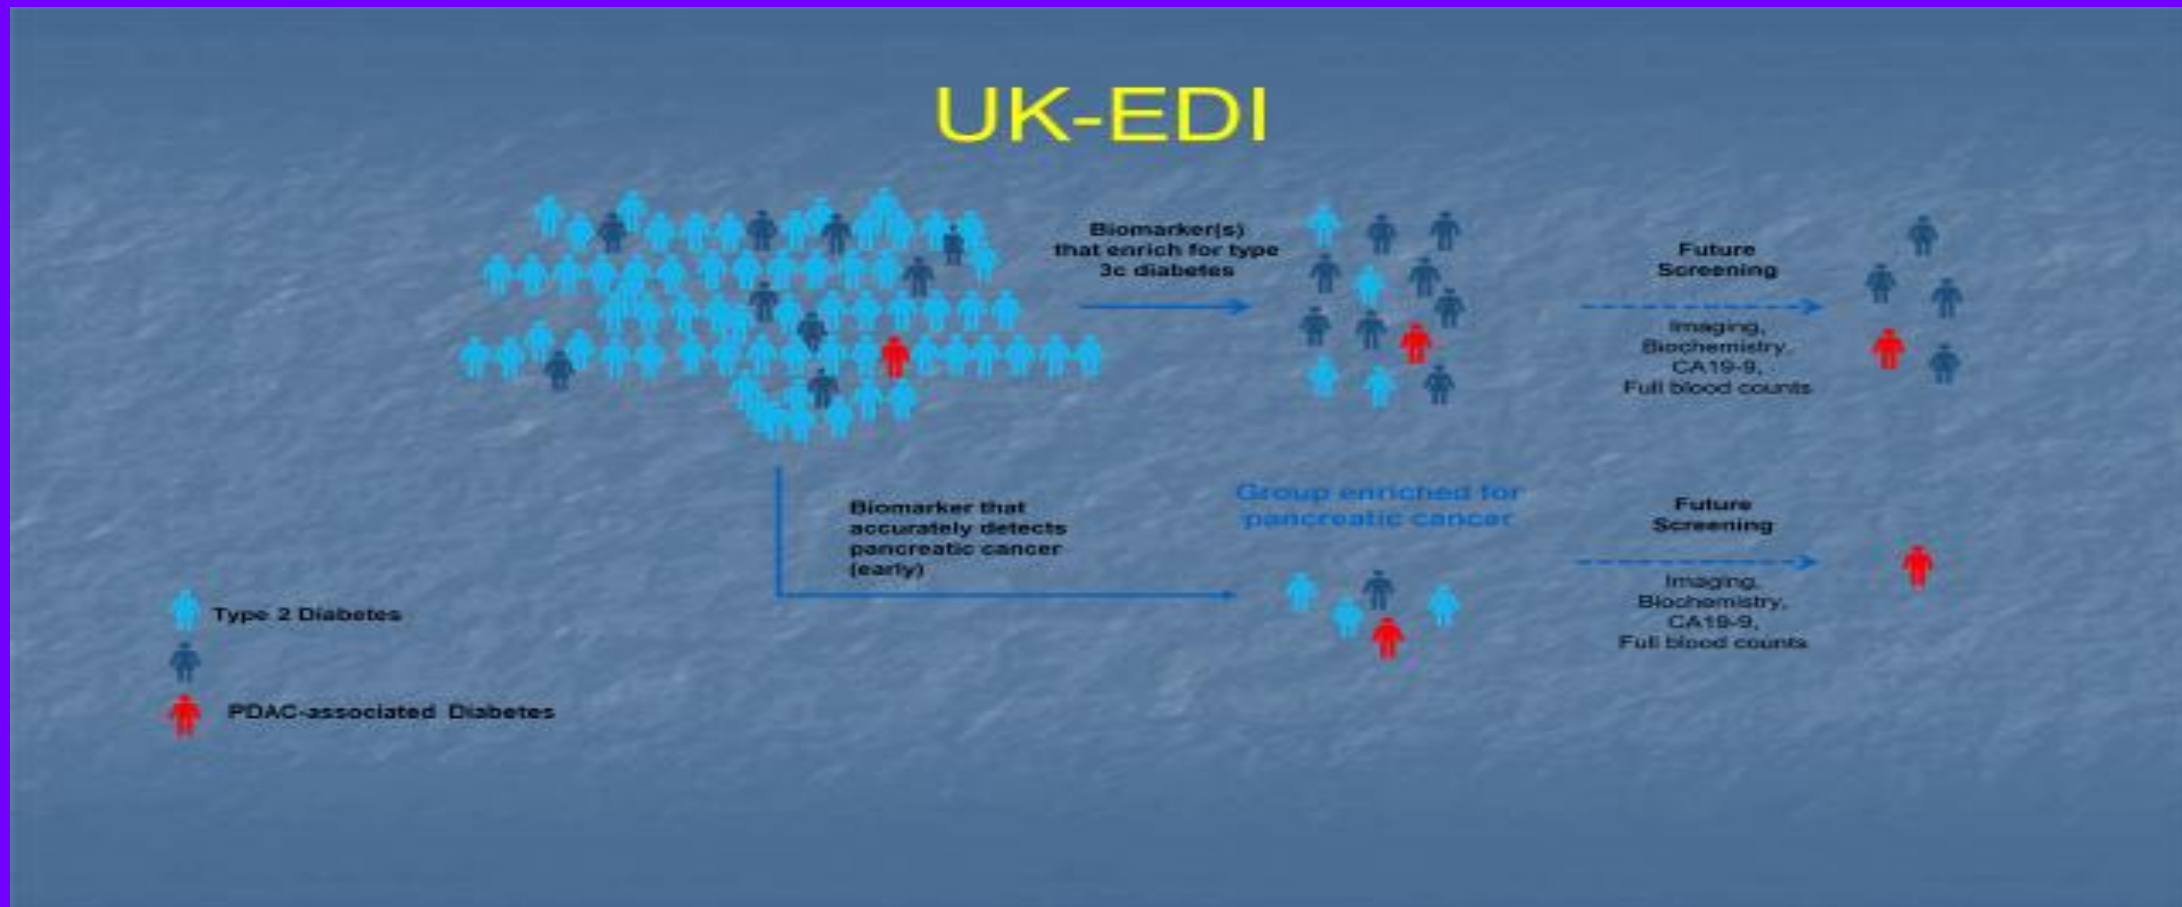 UK-EDI
Biomarker(s)
that enrich for type
3c diabetes
Future
Screening
Imaging,
Biochemistry,
CA19-9,
Full blood counts
Biomarker that
accurately detects
pancreatic cancer
(early)
Group enriched for
pancreatic cancer
Future
Screening
Imaging,
Biochemistry,
CA19-9,
Full blood counts
Type 2 Diabetes
PDAC-associated Diabetes